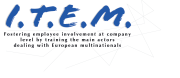 I.T.E.M.
Fostering employee involvement at company
level by training the main actors
dealing with European multinationals